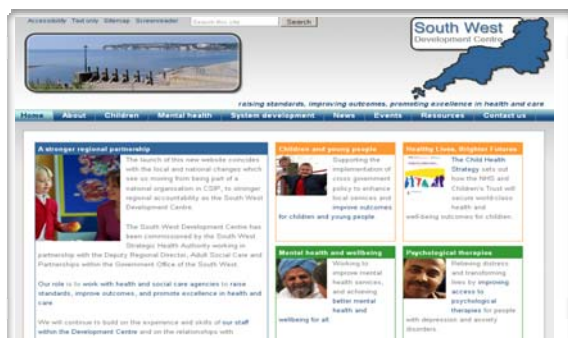 Accessibility Text only Sitemap Screenreader Search this site Search
South West
Development Centre
raising standards, improving outcomes, promoting excellence in health and care
Home About Children Mental health System development News Events Resources Contact us
A stronger regional partnership
The launch of this new website coincides
with the local and national changes which
see us moving from being part of a
national organisation in CSIP, to stronger
regional accountability as the South West
Development Centre.
The South West Development Centre has
been commissioned by the South West
Strategic Health Authority working in
partnership with the Deputy Regional Director, Adult Social Care and
Partnerships within the Government Office of the South West.
Our role is to work with health and social care agencies to raise
standards, improve outcomes, and promote excellence in health and
care
We will continue to build on the experience and skills of our staff
within the Development Centre and on the relationships with
Children and young people
Supporting the
implementation of
cross government
policy to enhance
local services and
improve outcomes
for children and young people
Healthy Lives, Brighter Futures
The Child Health
Strategy sets out
how the NHS and
Children's Trust will
secure world-class
health and
well-being outcomes for children.
Mental health and wellbeing
Working to
improve mental
health services,
and achieving
better mental
health and
wellbeing for all
Psychological therapies
Relieving distress
and transforming
lives by improving
access to
psychological
therapies for people
with depression and anxiety
disorders